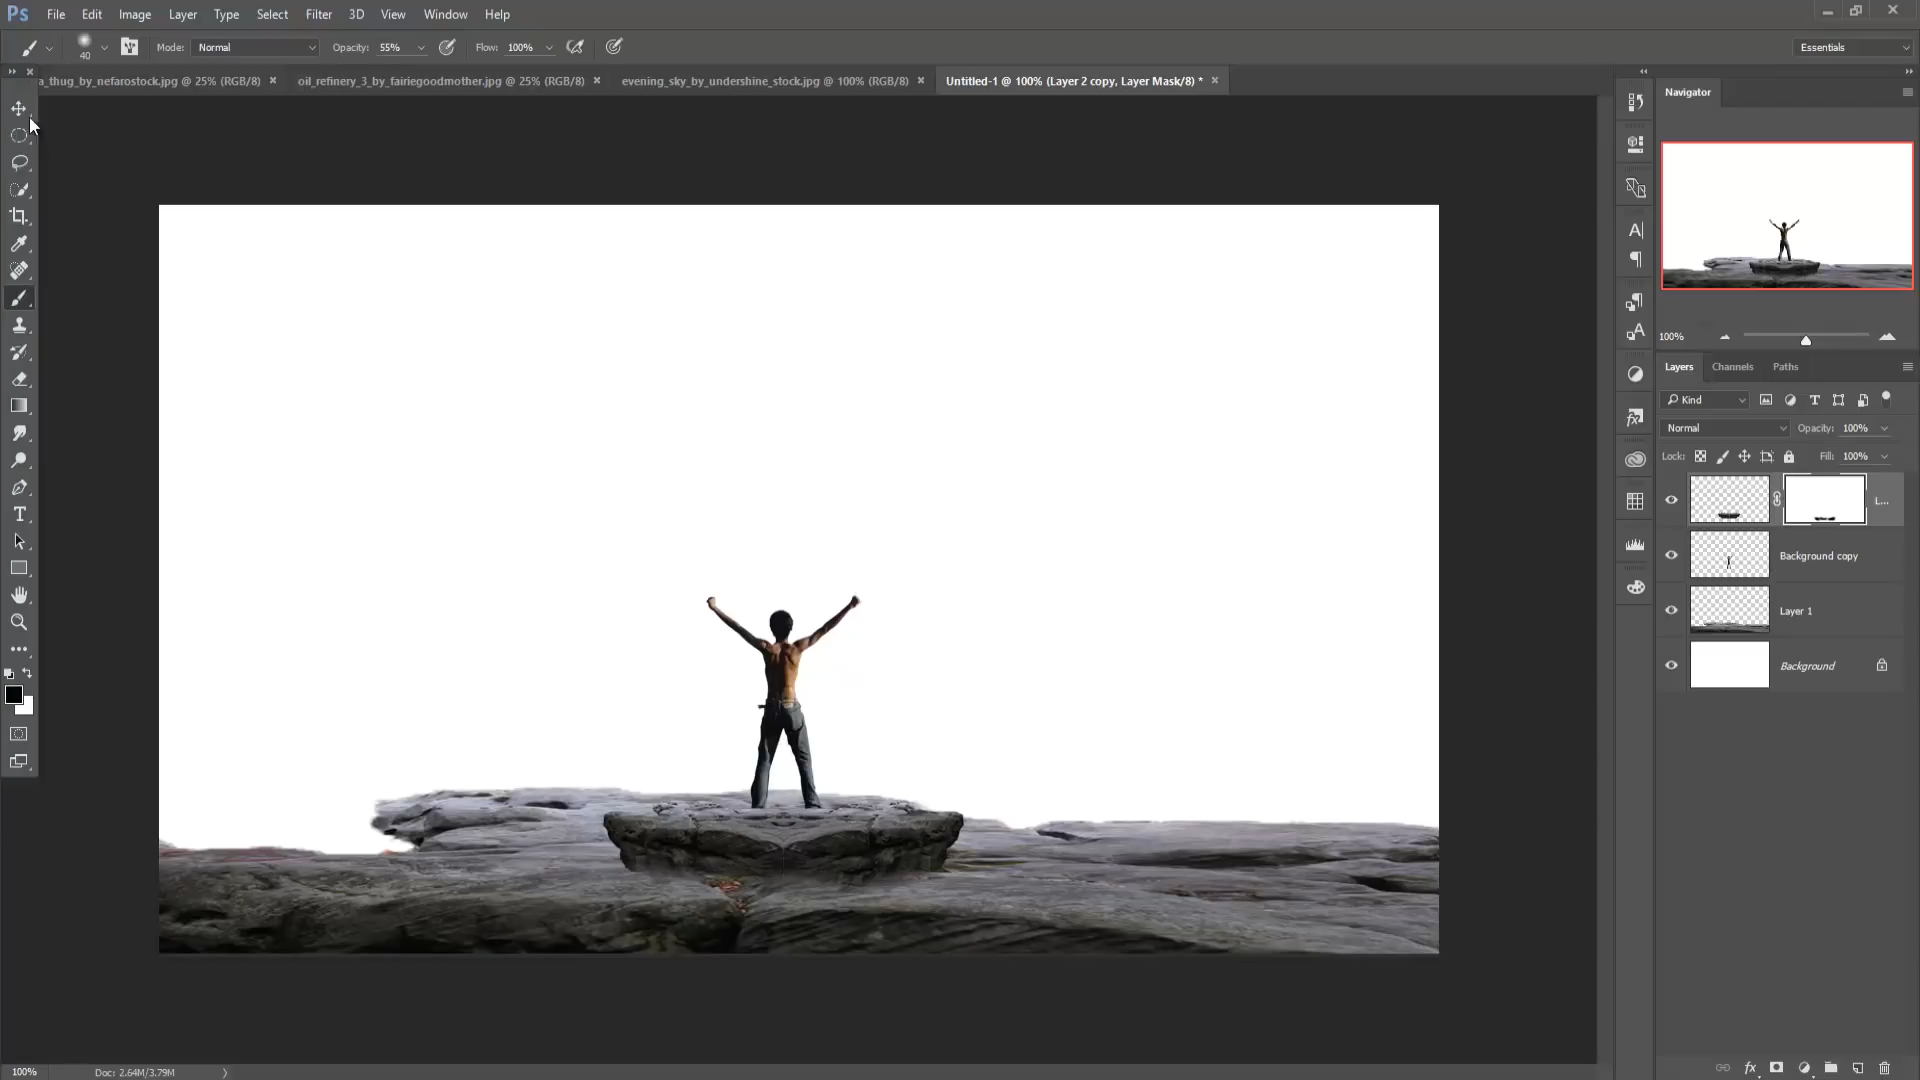 Ps File Edit Image Layer Type Select Filter 3D View Window Help
40 Mode: Normal Opacity: 55% Flow: 100% Essentials
a_thug_by_nefarostock.jpg @ 25% (RGB/8) oil_refinery_3_by_fairiegoodmother.jpg @ 25% (RGB/8) evening_sky_by_undershine_stock.jpg @ 100% (RGB/8) Untitled-1 @ 100% (Layer 2 copy, Layer Mask/8) *
Navigator
100%
Layers Channels Paths
Kind
Normal Opacity: 100%
Lock: Fill: 100%
L...
Background copy
Layer 1
Background
100% Doc: 2.64M/3.79M